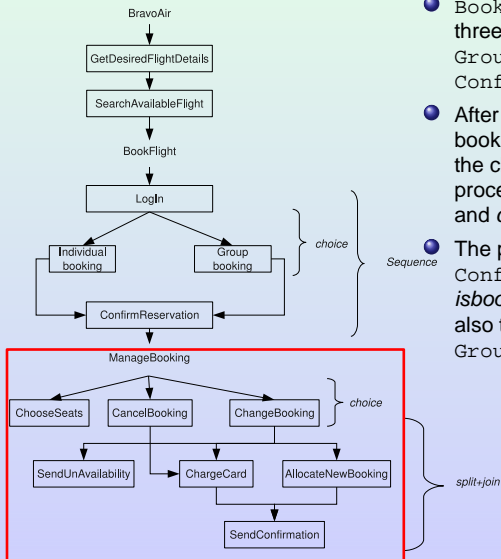 BravoAir
GetDesiredFlightDetails
SearchAvailableFlight
BookFlight
LogIn
choice
Individual
booking
Group
booking
Sequence
ConfirmReservation
ManageBooking
ChooseSeats
CancelBooking
ChangeBooking
choice
SendUnAvailability
ChargeCard
AllocateNewBooking
split+join
SendConfirmation
Book
three
Grou
Conf
After
book
the c
proce
and c
The p
Conf
isboo
also t
Grou